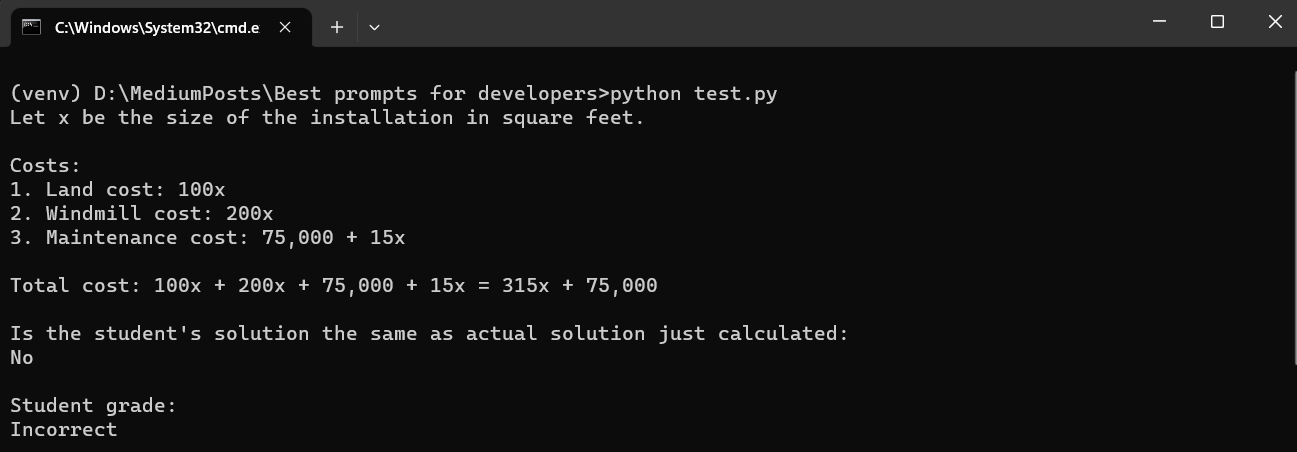 C:\Windows\System32\cmd.e
(venv) D:\MediumPosts\Best prompts for developers>python test.py
Let x be the size of the installation in square feet.
Costs:
1. Land cost: 100x
2. Windmill cost: 200x
3. Maintenance cost: 75,000 + 15x
Total cost: 100x + 200x + 75,000 + 15x = 315x + 75,000
Is the student's solution the same as actual solution just calculated:
No
Student grade:
Incorrect